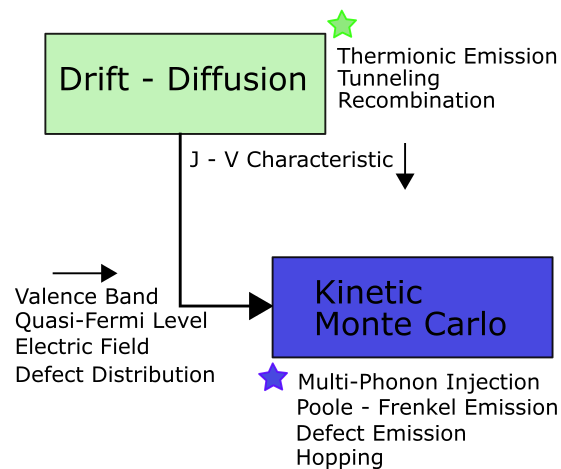 Drift - Diffusion
Thermionic Emission
Tunneling
Recombination
J - V Characteristic
Valence Band
Quasi-Fermi Level
Electric Field
Defect Distribution
Kinetic
Monte Carlo
Multi-Phonon Injection
Poole - Frenkel Emission
Defect Emission
Hopping